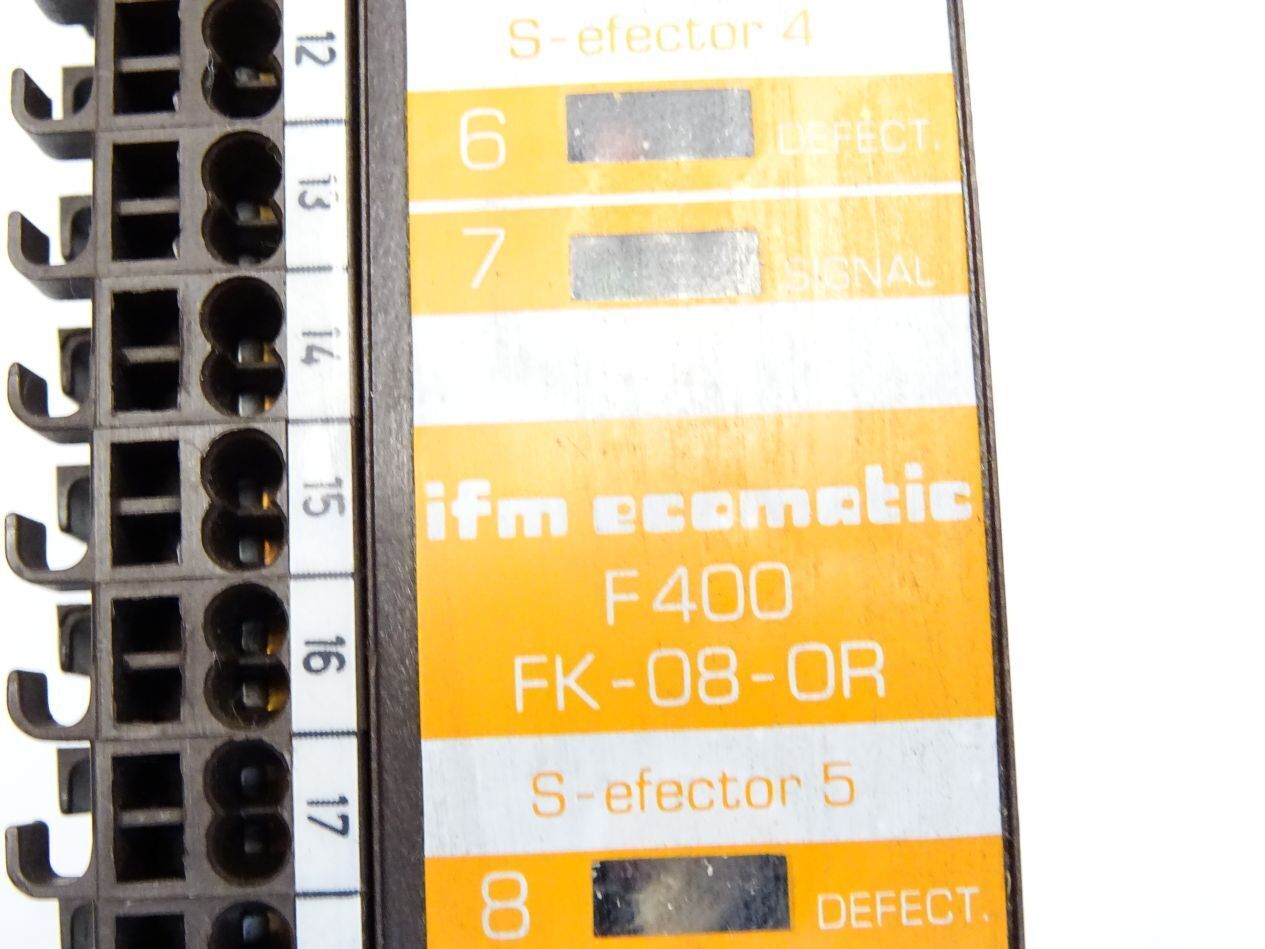 12
13
14
15
16
17
S-efector 4
6 DEFECT.
7 SIGNAL
ifm ecomatic
F400
FK-08-OR
S-efector 5
8 DEFECT.